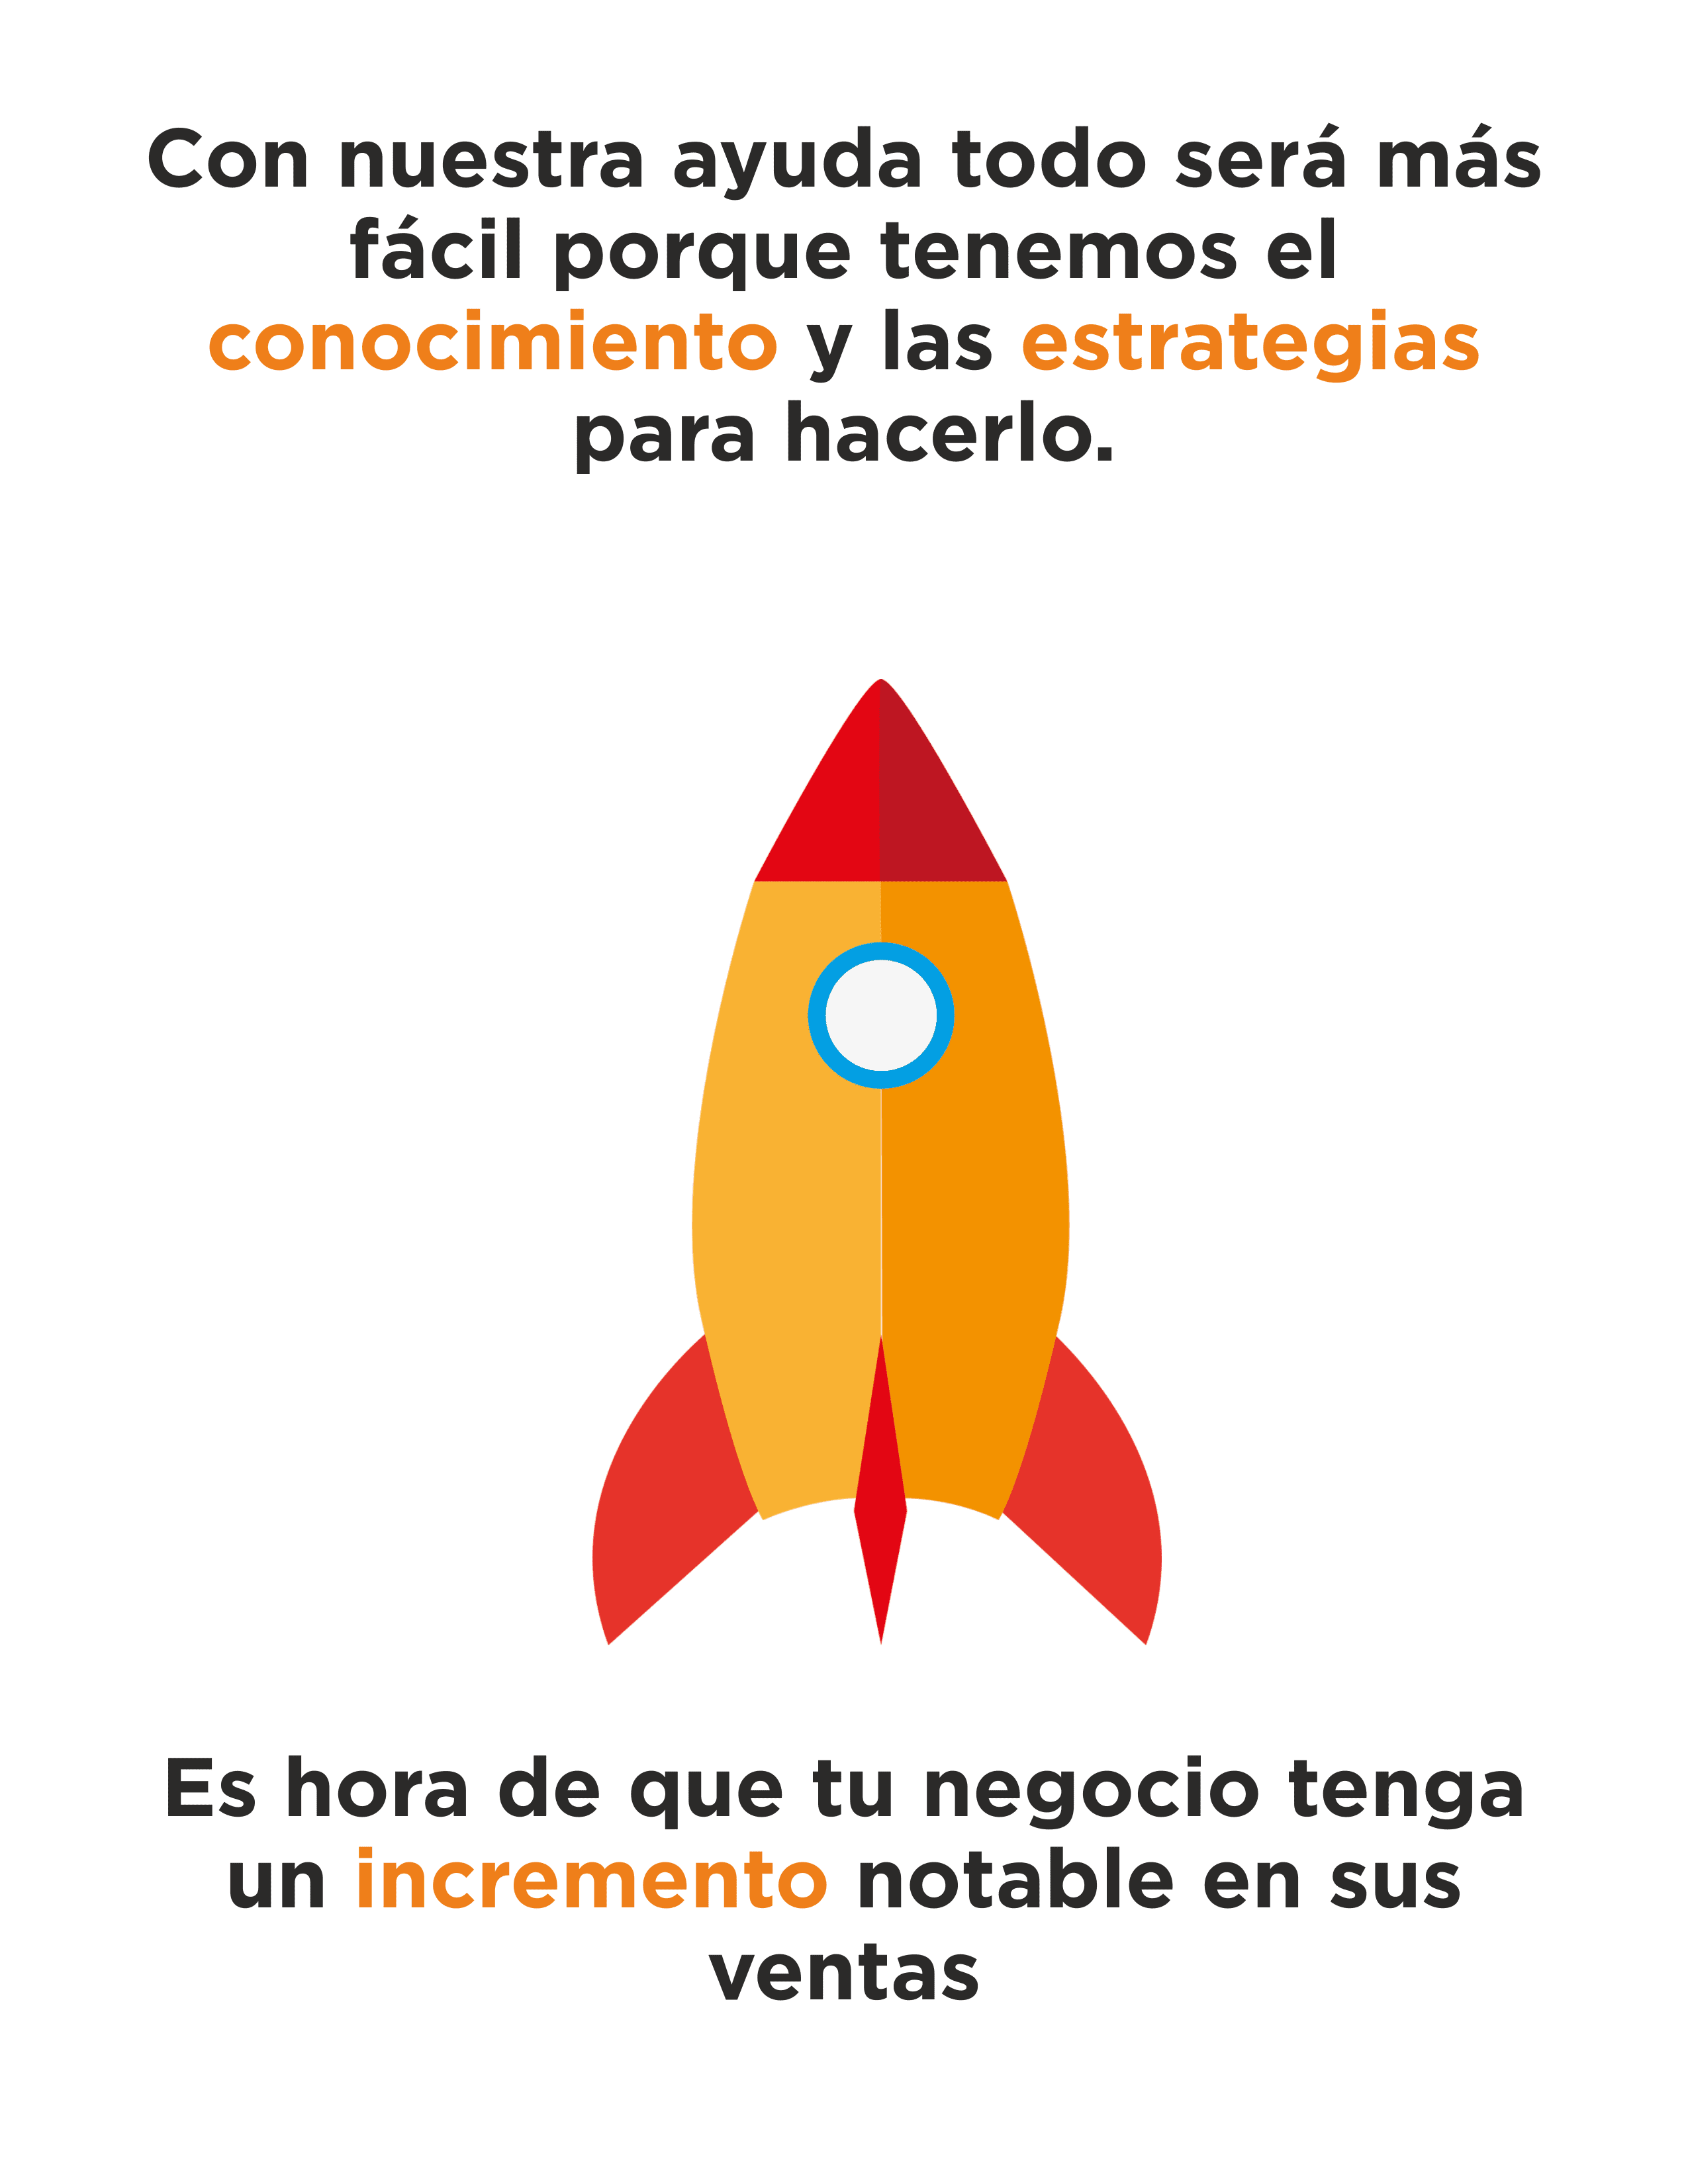 Con nuestra ayuda todo será más
fácil porque tenemos el
conocimiento y las estrategias
para hacerlo.
Es hora de que tu negocio tenga
un incremento notable en sus
ventas